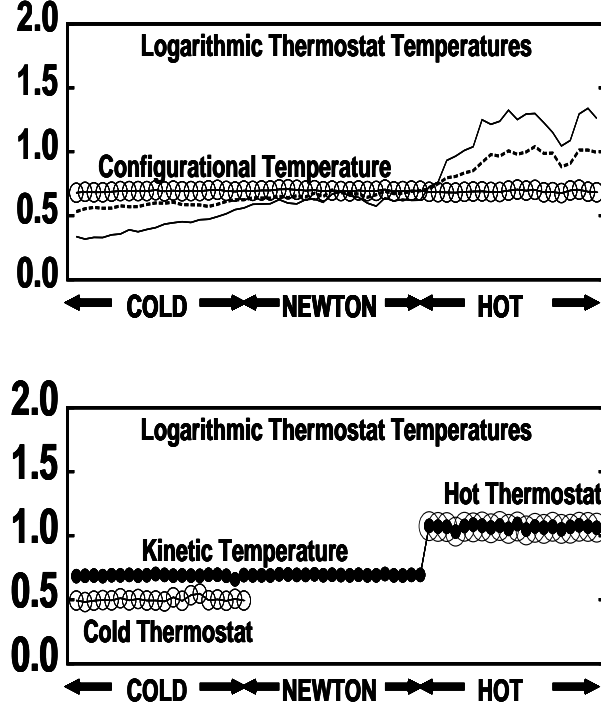 2.0
Logarithmic Thermostat Temperatures
1.5
1.0
Configurational Temperature
0.5
0.0
COLD NEWTON HOT
2.0
Logarithmic Thermostat Temperatures
1.5
Hot Thermostat
1.0
Kinetic Temperature
0.5
Cold Thermostat
0.0
COLD NEWTON HOT